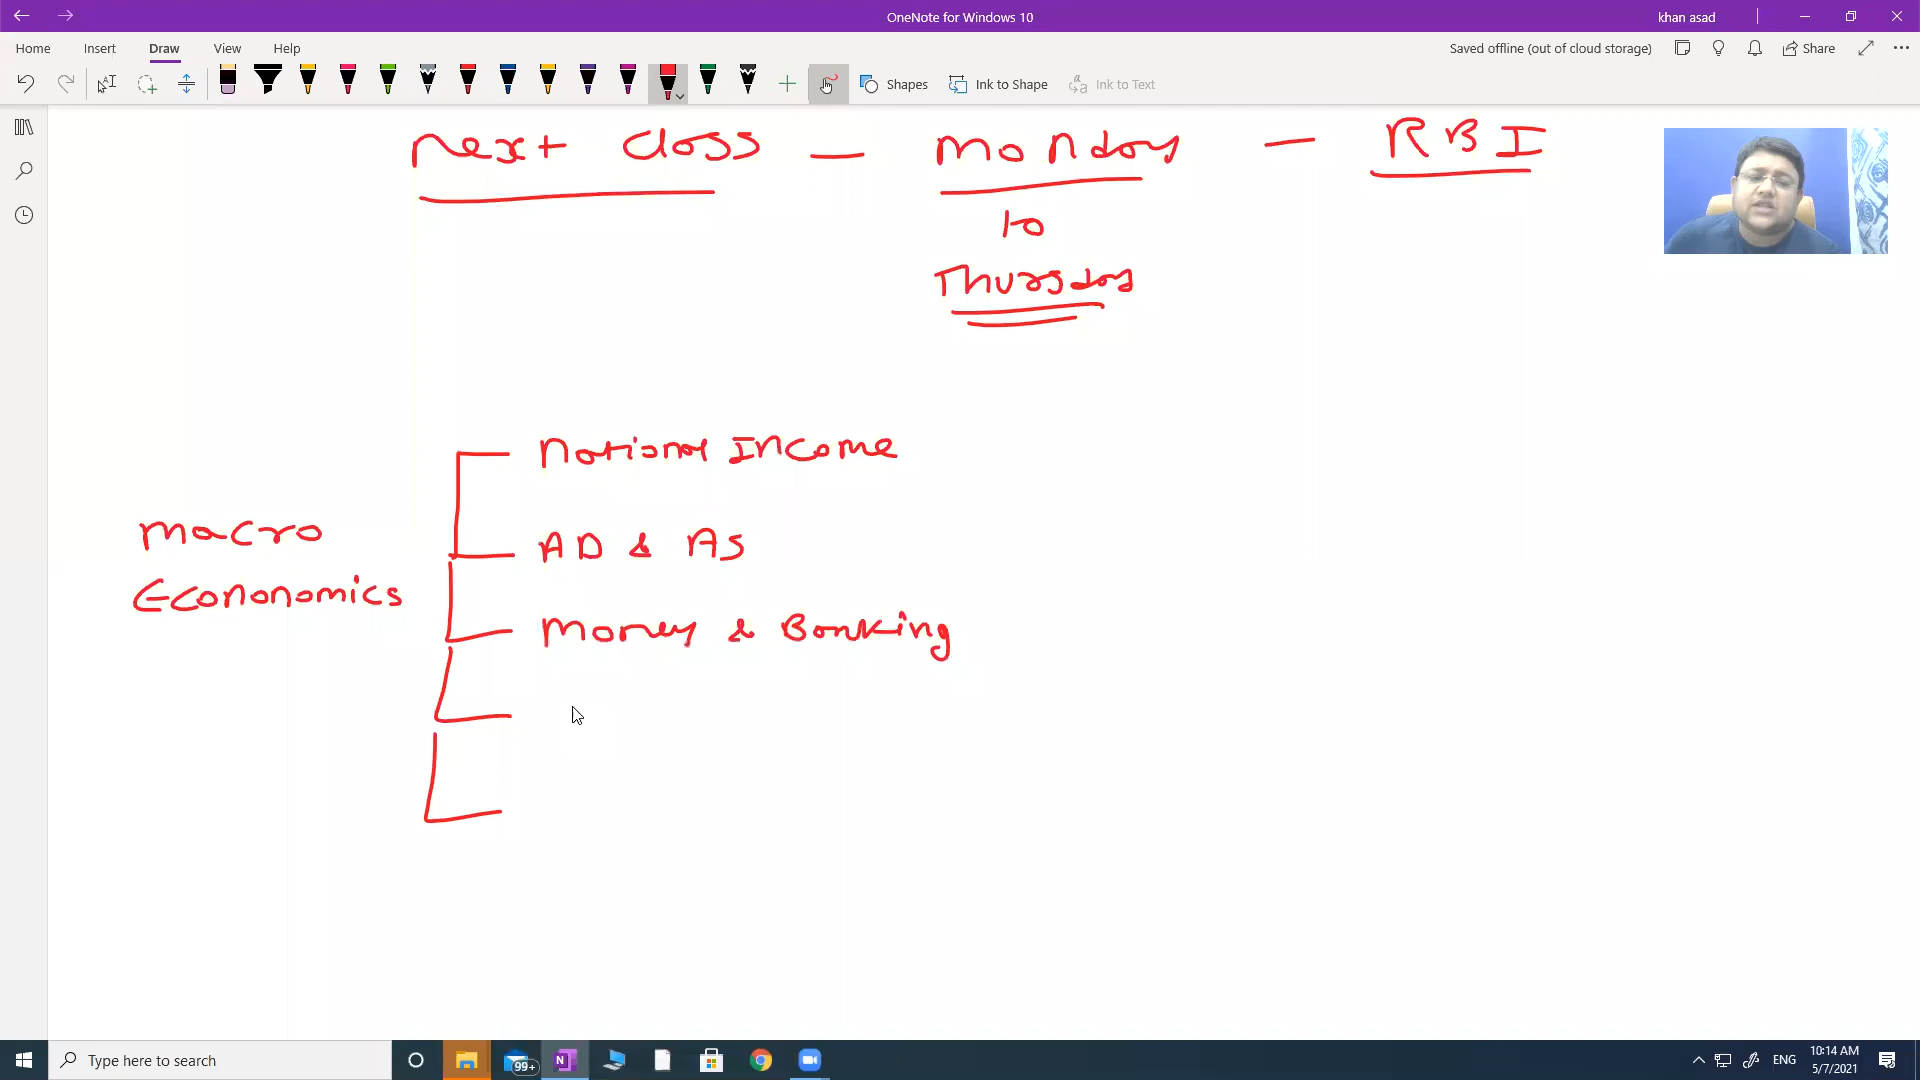 OneNote for Windows 10
khan asad
Home Insert Draw View Help
Saved offline (out of cloud storage)
Share
Shapes
Ink to Shape
Ink to Text
Next Class — Monday — RBI
to
Thursday
National Income
Macro
AD & AS
Econonomics
Money & Banking
Type here to search
99+
N
ENG
10:14 AM
5/7/2021